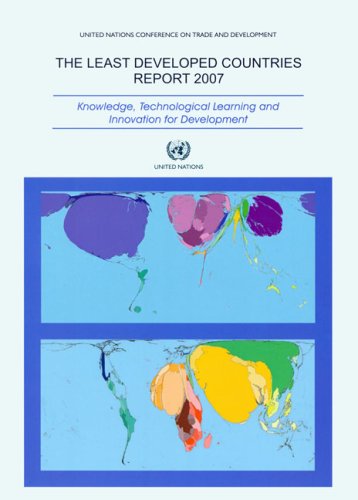 UNITED NATIONS CONFERENCE ON TRADE AND DEVELOPMENT
THE LEAST DEVELOPED COUNTRIES
REPORT 2007
Knowledge, Technological Learning and
Innovation for Development
UNITED NATIONS